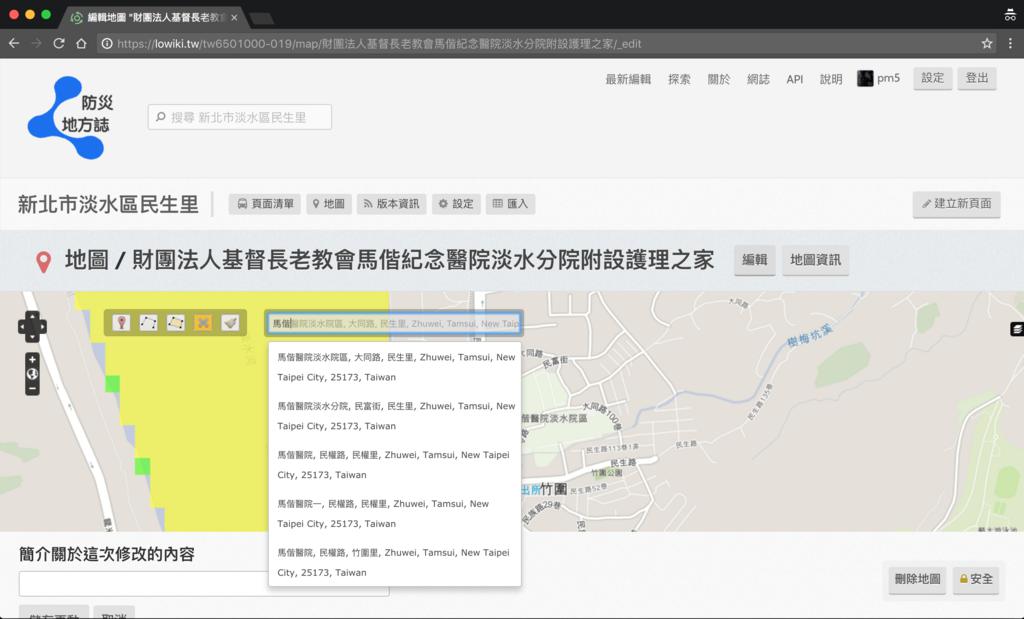 編輯地圖 "財團法人基督長老教會
https://lowiki.tw/tw6501000-019/map/財團法人基督長老教會馬偕紀念醫院淡水分院附設護理之家/_edit
最新編輯 探索 關於 網誌 API 說明 pm5 設定 登出
防災
地方誌
搜尋 新北市淡水區民生里
新北市淡水區民生里 頁面清單 地圖 版本資訊 設定 匯入 建立新頁面
地圖 / 財團法人基督長老教會馬偕紀念醫院淡水分院附設護理之家 編輯 地圖資訊
馬偕醫院淡水院區, 大同路, 民生里, Zhuwei, Tamsui, New Taip
馬偕醫院淡水院區, 大同路, 民生里, Zhuwei, Tamsui, New
Taipei City, 25173, Taiwan
馬偕醫院淡水分院, 民富街, 民生里, Zhuwei, Tamsui, New
Taipei City, 25173, Taiwan
馬偕醫院, 民權路, 民權里, Zhuwei, Tamsui, New Taipei
City, 25173, Taiwan
馬偕醫院一, 民權路, 民權里, Zhuwei, Tamsui, New
Taipei City, 25173, Taiwan
馬偕醫院, 民權路, 竹圍里, Zhuwei, Tamsui, New Taipei
City, 25173, Taiwan
大同路
樹梅坑溪
民富街
民生路135巷
大同路100巷
偕醫院淡水院區
民生路
民生路113巷1弄
民生路
竹圍公園
出所
竹圍
民生路52巷
民族路29巷
簡介關於這次修改的內容
刪除地圖 安全
儲存更動 取消